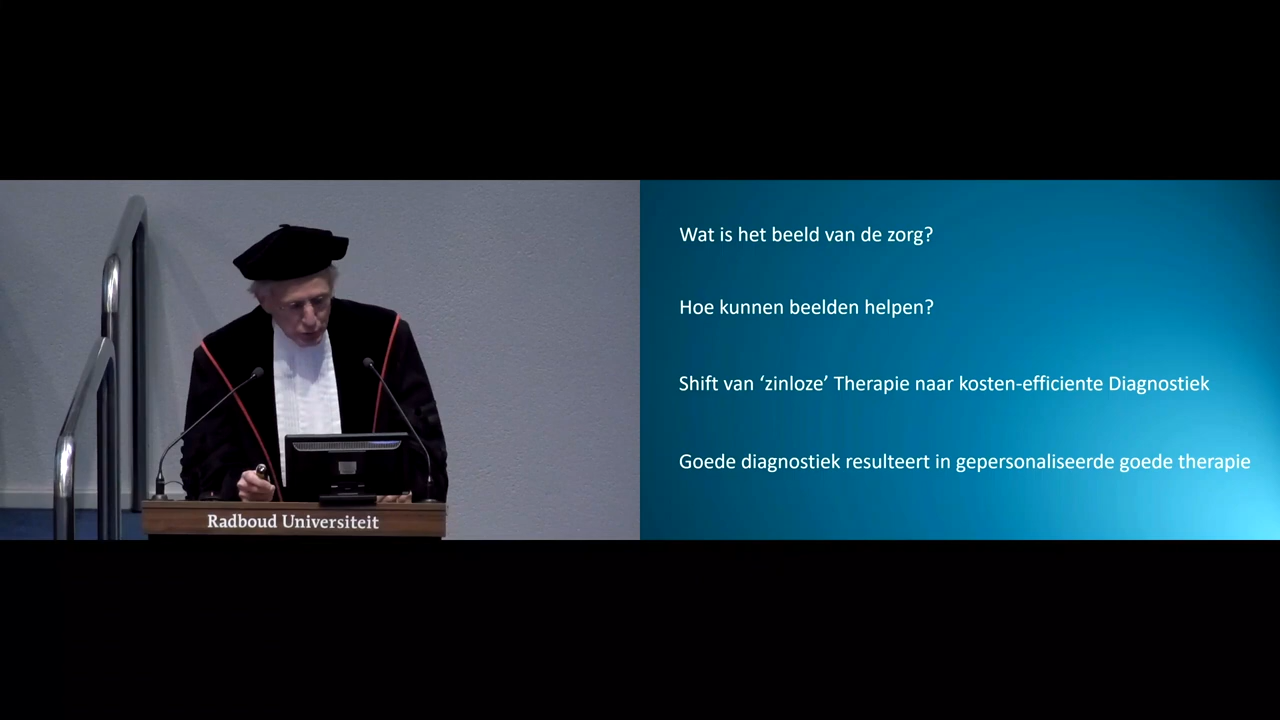 Radboud Universiteit
Wat is het beeld van de zorg?
Hoe kunnen beelden helpen?
Shift van ‘zinloze’ Therapie naar kosten-efficiente Diagnostiek
Goede diagnostiek resulteert in gepersonaliseerde goede therapie